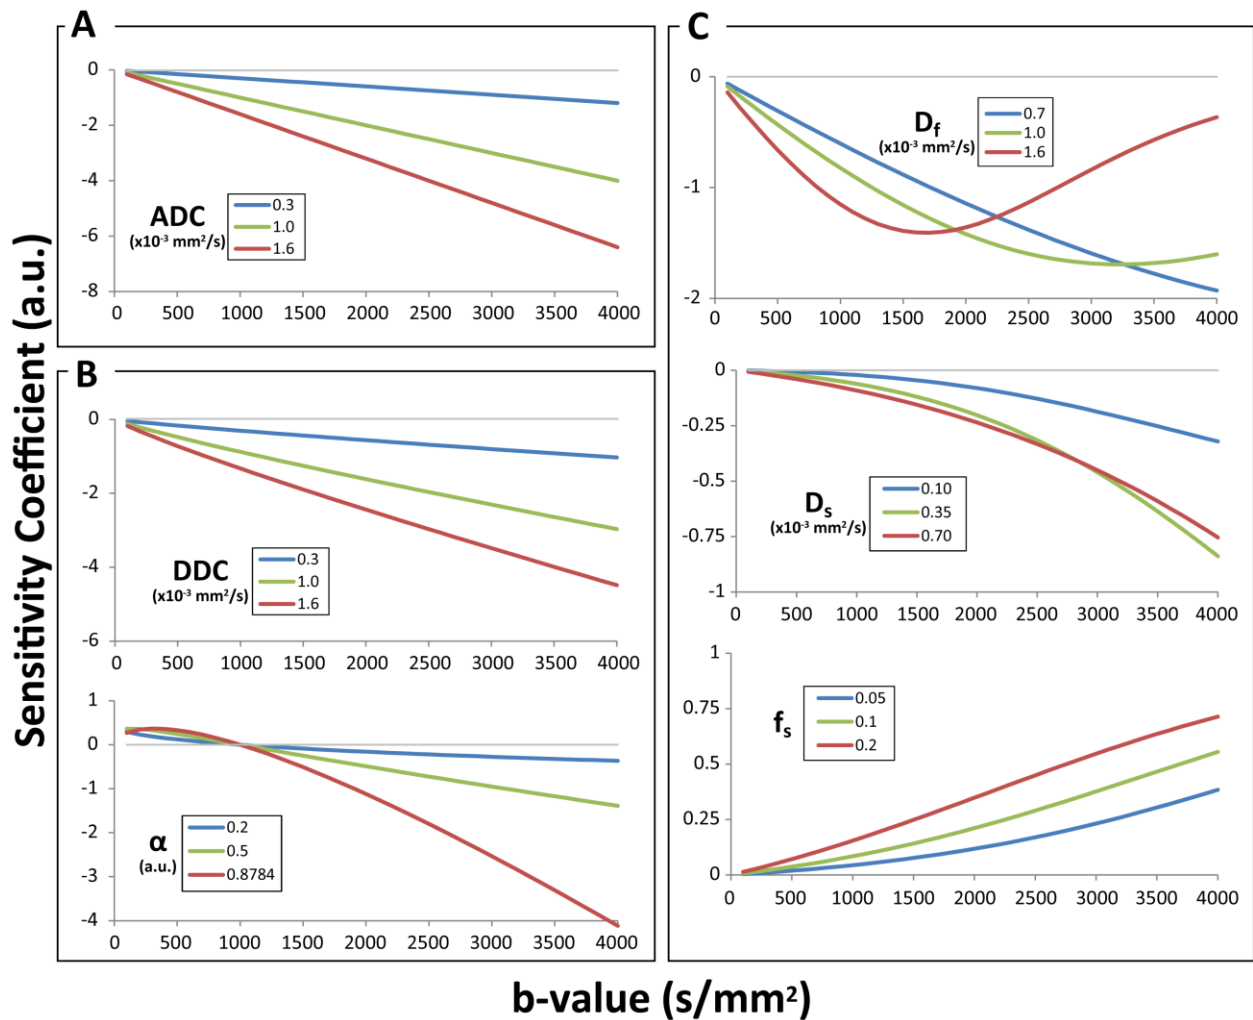 Sensitivity Coefficient (a.u.)
A
0
-2
-4
-6
-8
ADC
(x10⁻³ mm²/s)
0.3
1.0
1.6
0 500 1000 1500 2000 2500 3000 3500 4000
B
0
-2
-4
-6
DDC
(x10⁻³ mm²/s)
0.3
1.0
1.6
0 500 1000 1500 2000 2500 3000 3500 4000
1
0
-1
-2
-3
-4
α
(a.u.)
0.2
0.5
0.8784
0 500 1000 1500 2000 2500 3000 3500 4000
C
0
-1
-2
Df
(x10⁻³ mm²/s)
0.7
1.0
1.6
0 500 1000 1500 2000 2500 3000 3500 4000
0
-0.25
-0.5
-0.75
-1
Ds
(x10⁻³ mm²/s)
0.10
0.35
0.70
0 500 1000 1500 2000 2500 3000 3500 4000
1
0.75
0.5
0.25
0
fs
0.05
0.1
0.2
0 500 1000 1500 2000 2500 3000 3500 4000
b-value (s/mm²)